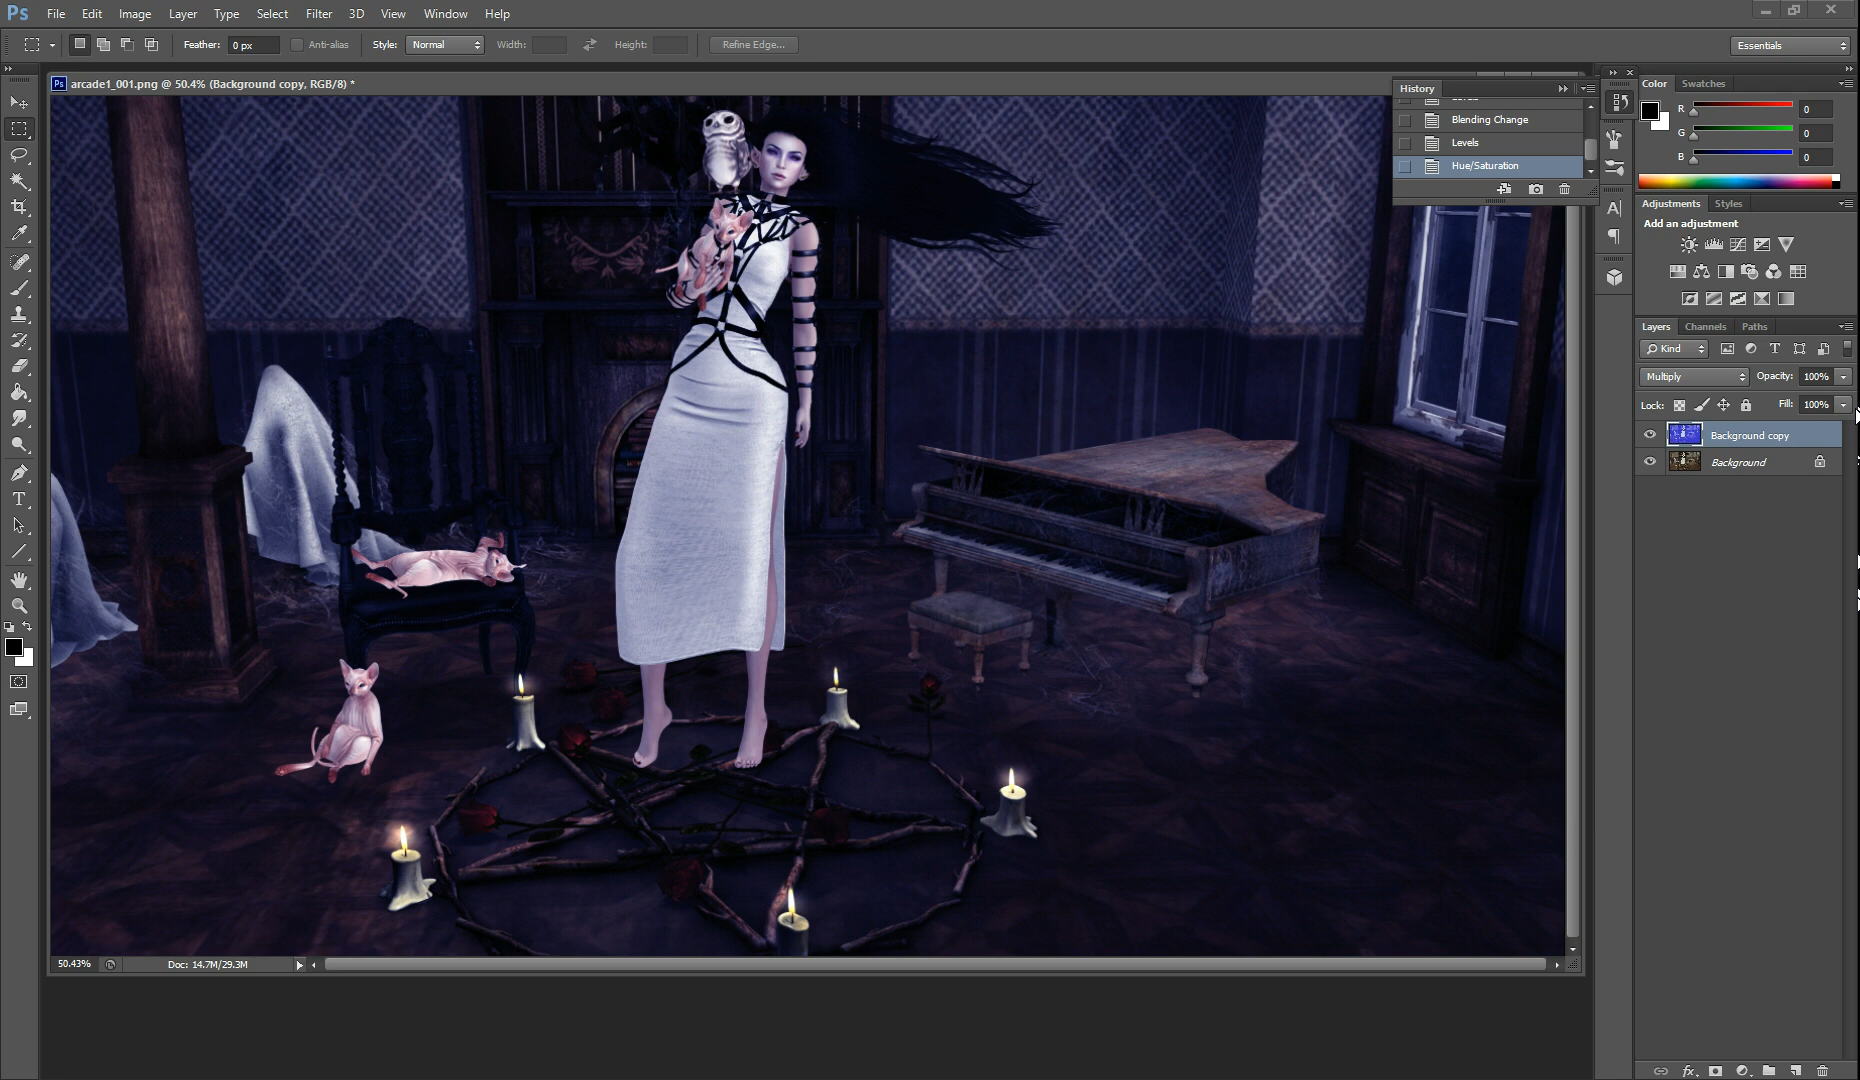 Ps File Edit Image Layer Type Select Filter 3D View Window Help
Feather: 0 px Anti-alias Style: Normal Width: Height: Refine Edge... Essentials
Ps arcade1_001.png @ 50.4% (Background copy, RGB/8) *
History
Blending Change
Levels
Hue/Saturation
Color Swatches
R 0
G 0
B 0
Adjustments Styles
Add an adjustment
Layers Channels Paths
Kind
Multiply Opacity: 100%
Lock: Fill: 100%
Background copy
Background
50.43% Doc: 14.7M/29.3M